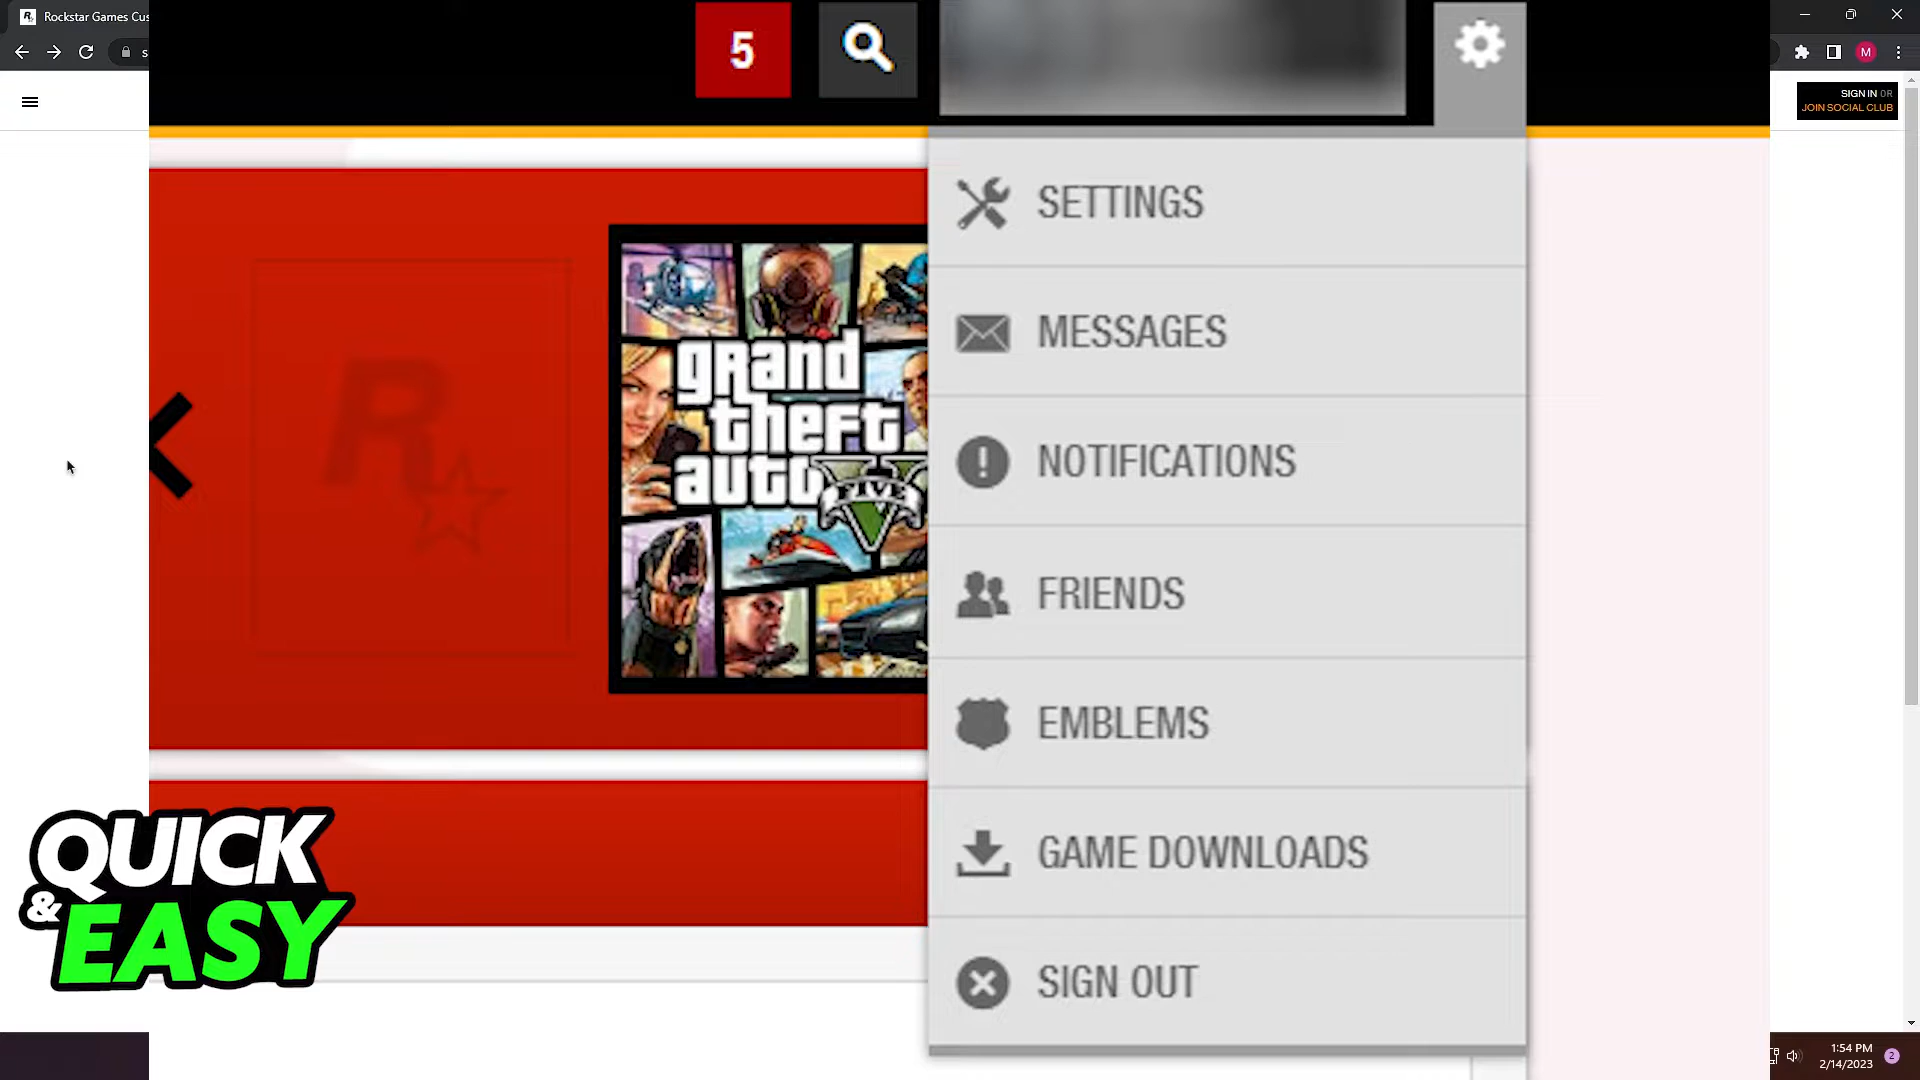 Rockstar Games Cus
5
s
M
SIGN IN OR
JOIN SOCIAL CLUB
SETTINGS
MESSAGES
NOTIFICATIONS
FRIENDS
EMBLEMS
GAME DOWNLOADS
SIGN OUT
grand
theft
auto
V
FIVE
R
QUICK
& EASY
1:54 PM
2/14/2023
2